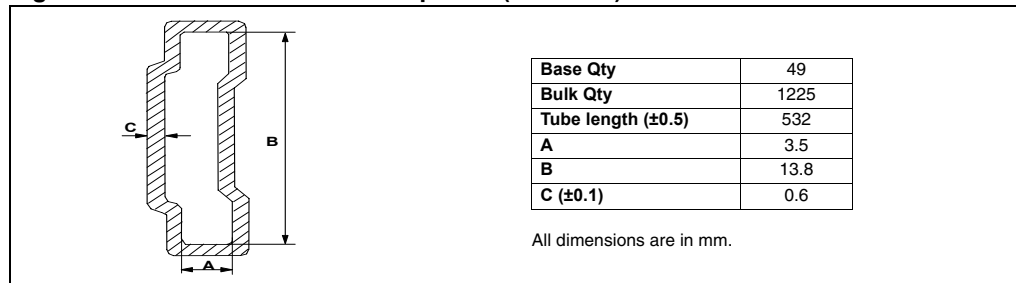 C
B
A
Base Qty 49
Bulk Qty 1225
Tube length (±0.5) 532
A 3.5
B 13.8
C (±0.1) 0.6
All dimensions are in mm.